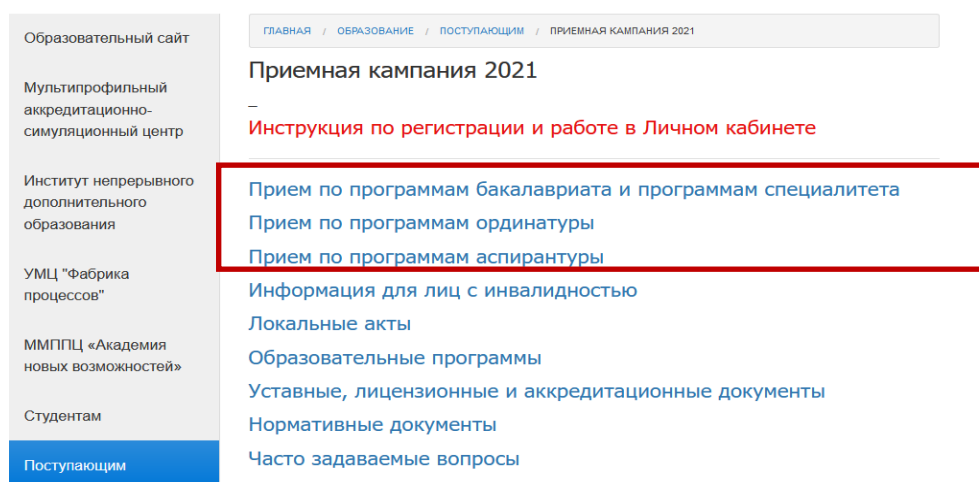 Образовательный сайт
Мультипрофильный
аккредитационно-
симуляционный центр
Институт непрерывного
дополнительного
образования
УМЦ "Фабрика
процессов"
ММППЦ «Академия
новых возможностей»
Студентам
Поступающим
ГЛАВНАЯ / ОБРАЗОВАНИЕ / ПОСТУПАЮЩИМ / ПРИЕМНАЯ КАМПАНИЯ 2021
Приемная кампания 2021
_
Инструкция по регистрации и работе в Личном кабинете
Прием по программам бакалавриата и программам специалитета
Прием по программам ординатуры
Прием по программам аспирантуры
Информация для лиц с инвалидностью
Локальные акты
Образовательные программы
Уставные, лицензионные и аккредитационные документы
Нормативные документы
Часто задаваемые вопросы